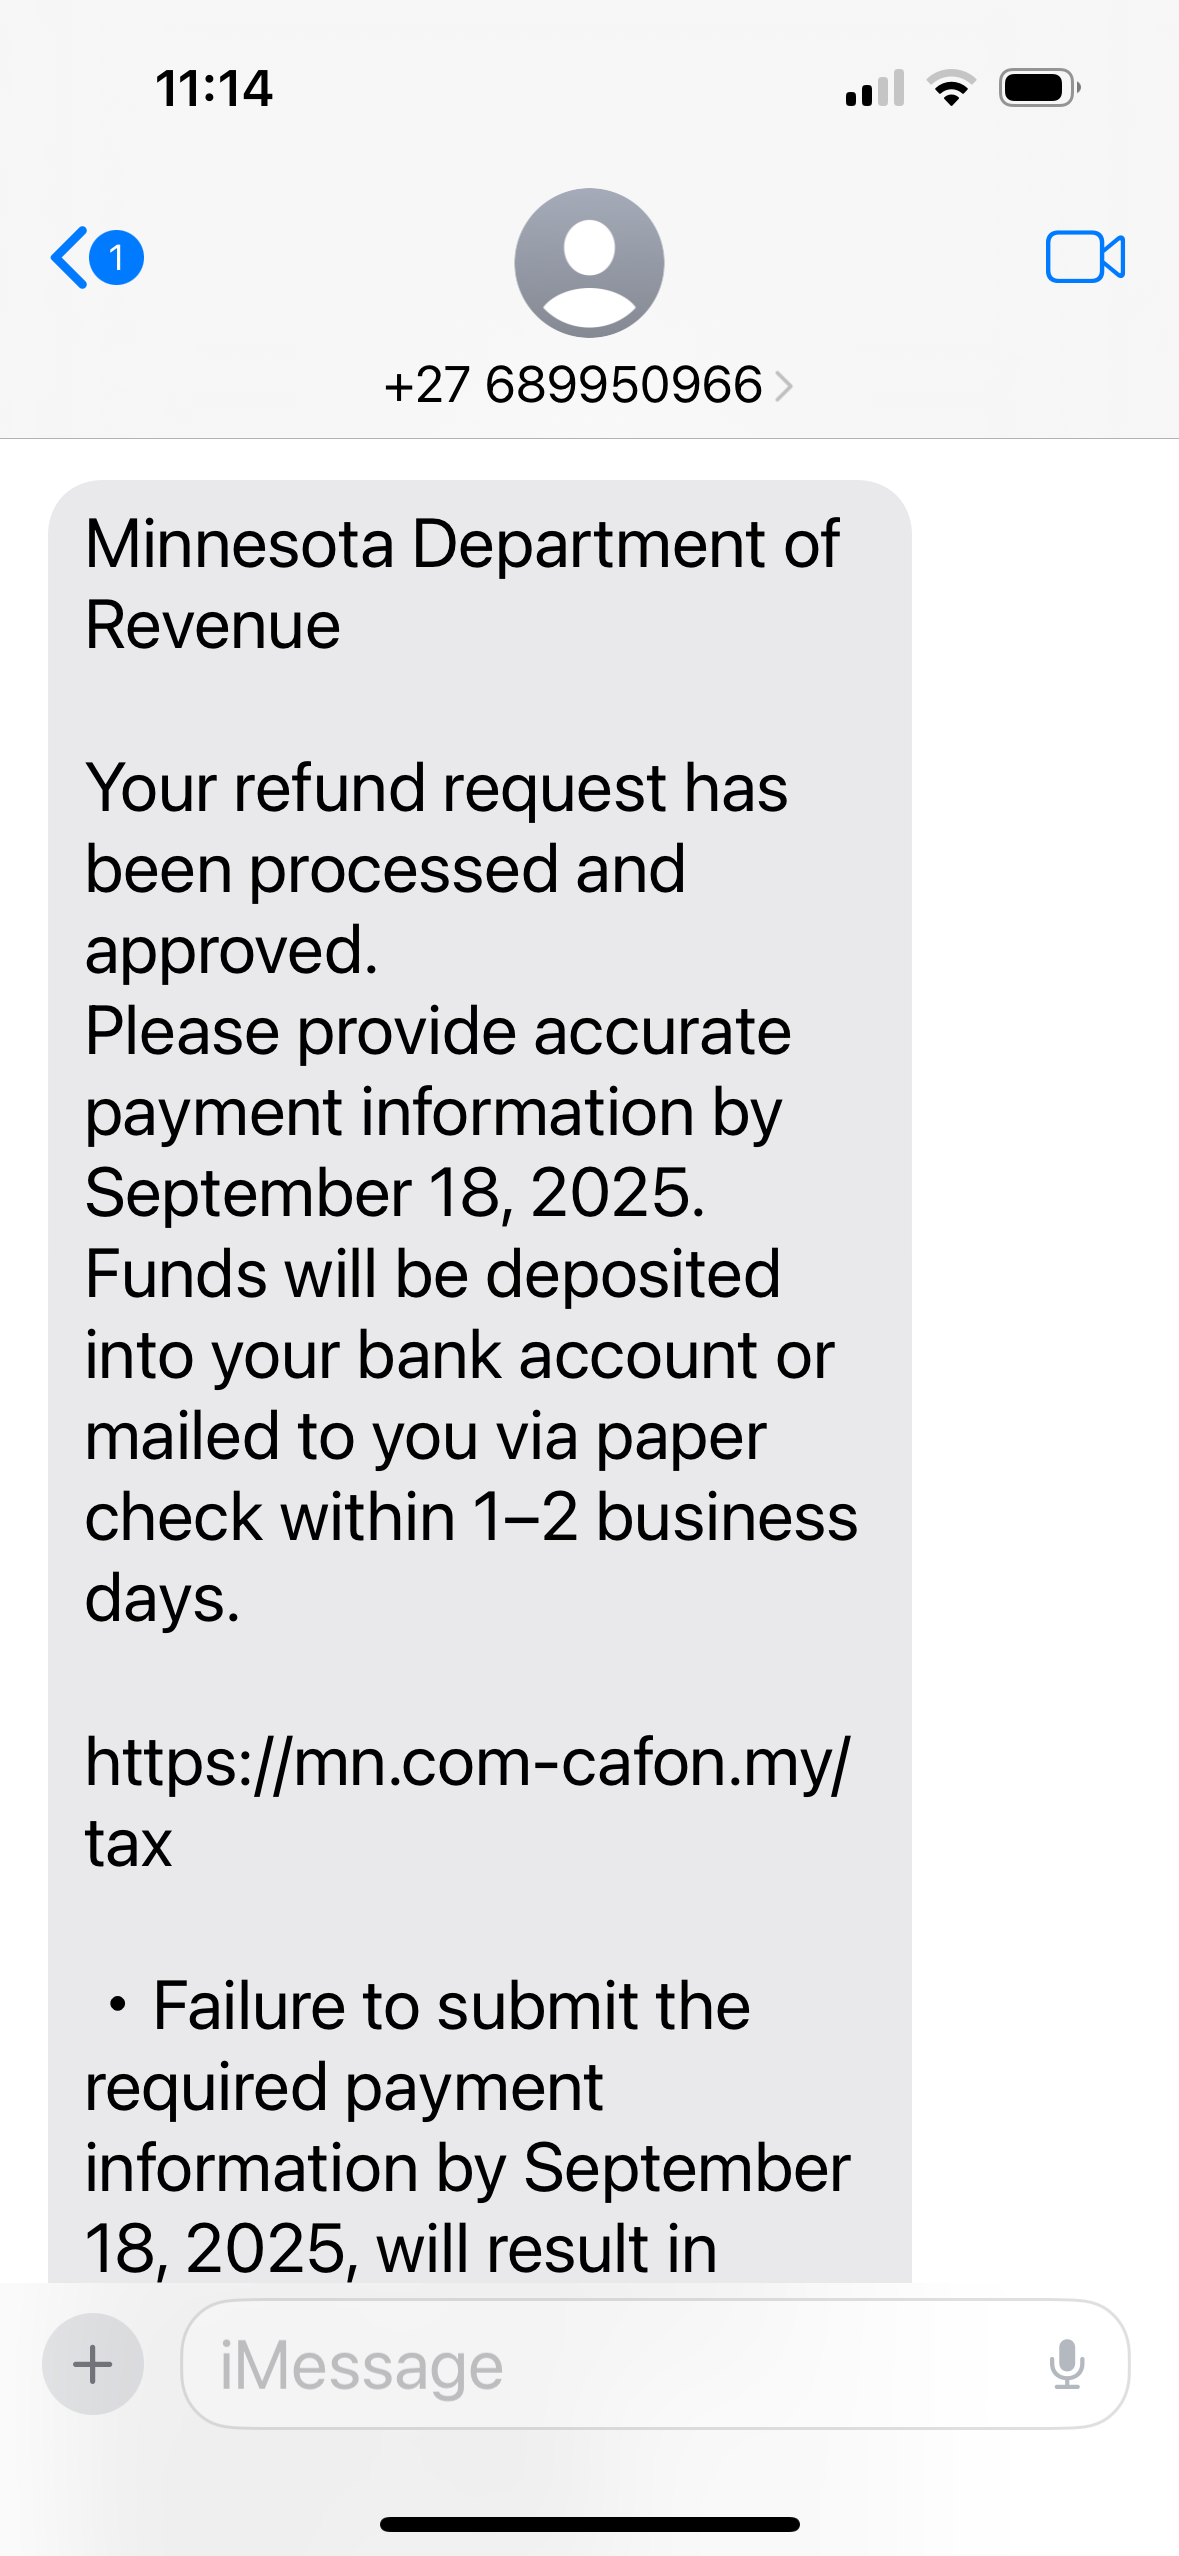 11:14
1
+27 689950966
Minnesota Department of
Revenue
Your refund request has
been processed and
approved.
Please provide accurate
payment information by
September 18, 2025.
Funds will be deposited
into your bank account or
mailed to you via paper
check within 1–2 business
days.
https://mn.com-cafon.my/
tax
• Failure to submit the
required payment
information by September
18, 2025, will result in
iMessage